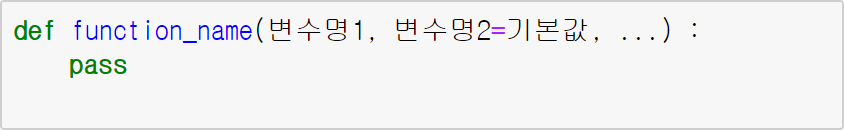 def function_name(변수명1, 변수명2=기본값, ...) :
    pass